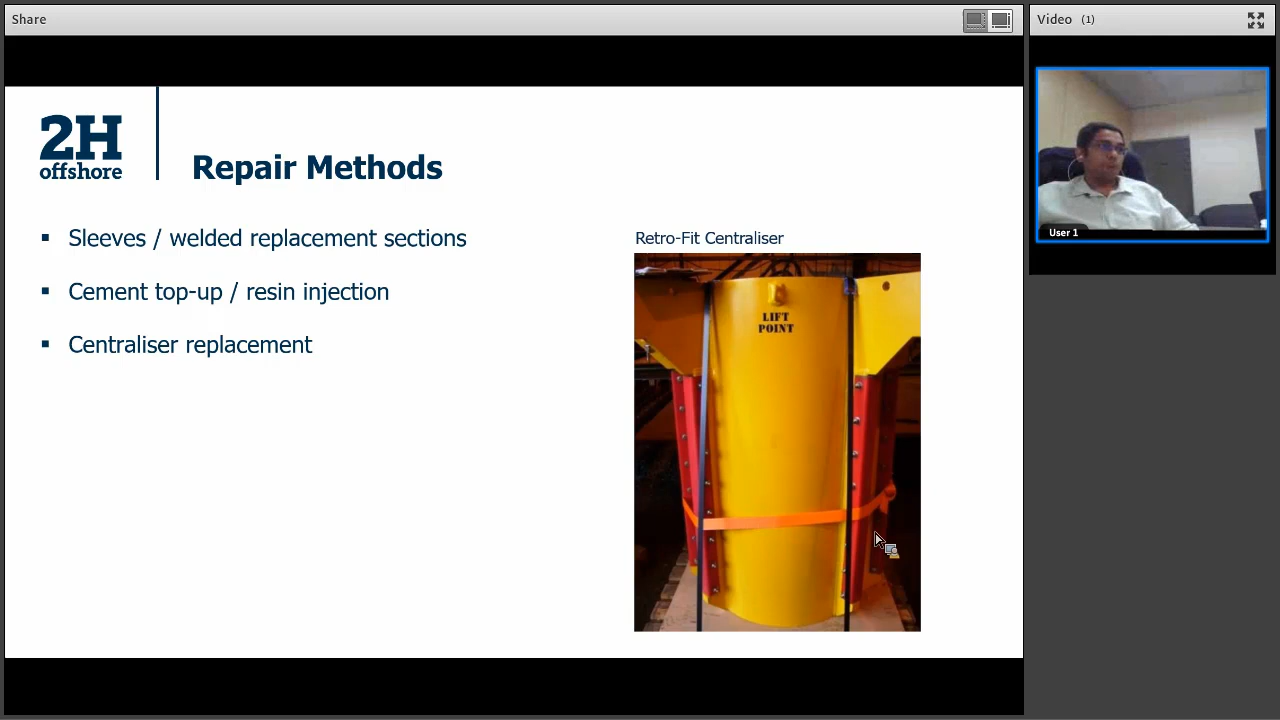 Share
Video (1)
2H
offshore
Repair Methods
Sleeves / welded replacement sections
Cement top-up / resin injection
Centraliser replacement
Retro-Fit Centraliser
LIFT
POINT
User 1